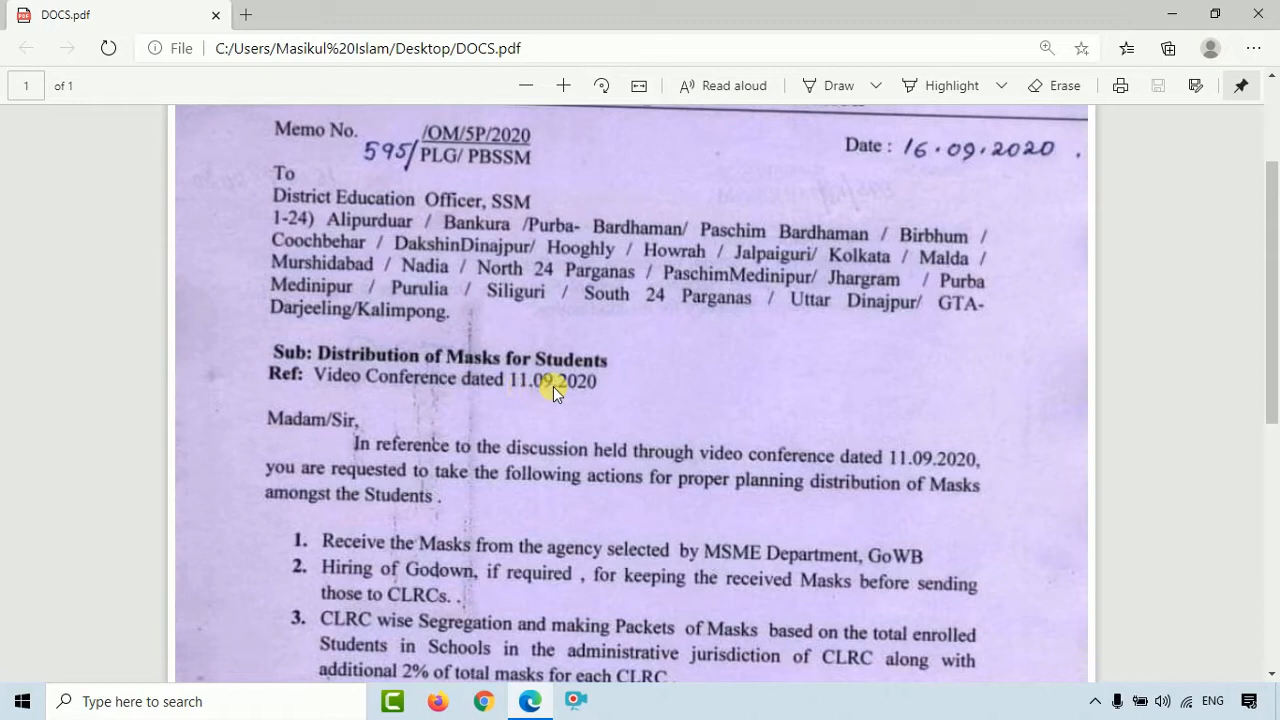 DOCS.pdf
File
C:/Users/Masikul%20Islam/Desktop/DOCS.pdf
1 of 1
Read aloud
Draw
Highlight
Erase
Memo No. 595/ /OM/5P/2020
PLG/ PBSSM
Date : 16.09.2020 .
To
District Education Officer, SSM
1-24) Alipurduar / Bankura /Purba- Bardhaman/ Paschim Bardhaman / Birbhum /
Coochbehar / DakshinDinajpur/ Hooghly / Howrah / Jalpaiguri/ Kolkata / Malda /
Murshidabad / Nadia / North 24 Parganas / PaschimMedinipur/ Jhargram / Purba
Medinipur / Purulia / Siliguri / South 24 Parganas / Uttar Dinajpur/ GTA-
Darjeeling/Kalimpong.
Sub: Distribution of Masks for Students
Ref: Video Conference dated 11.09.2020
Madam/Sir,
In reference to the discussion held through video conference dated 11.09.2020,
you are requested to take the following actions for proper planning distribution of Masks
amongst the Students .
1. Receive the Masks from the agency selected by MSME Department, GoWB
2. Hiring of Godown, if required , for keeping the received Masks before sending
those to CLRCs. .
3. CLRC wise Segregation and making Packets of Masks based on the total enrolled
Students in Schools in the administrative jurisdiction of CLRC along with
additional 2% of total masks for each CLRC
Type here to search
ENG